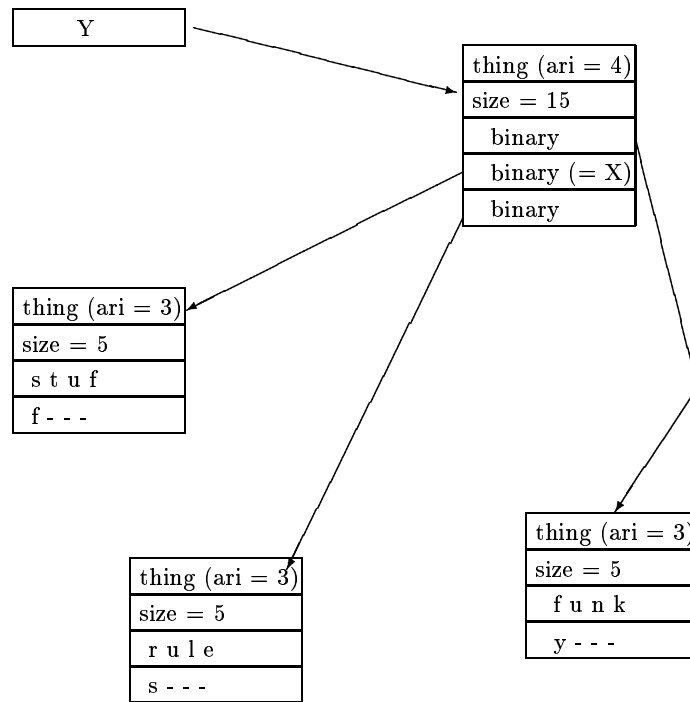 Y
thing (ari = 4)
size = 15
binary
binary (= X)
binary
thing (ari = 3)
size = 5
s t u f
f - - -
thing (ari = 3)
size = 5
f u n k
y - - -
thing (ari = 3)
size = 5
r u l e
s - - -